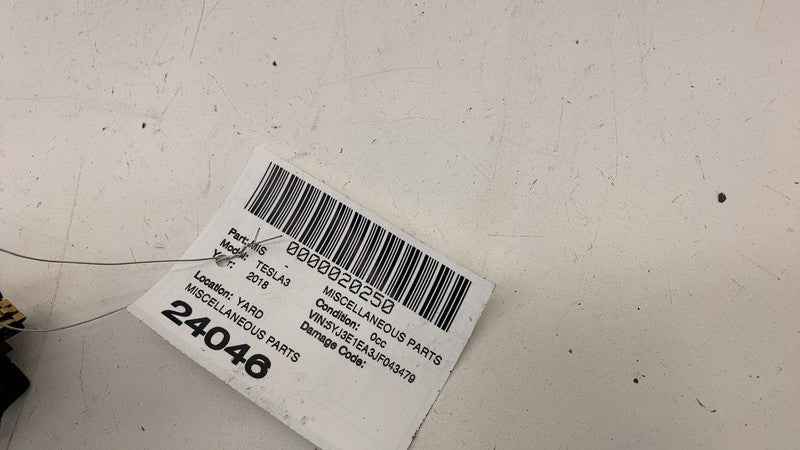 0000020250
Part: MIS - MISCELLANEOUS PARTS
Model: TESLA3 Condition: 0cc
Year: 2018 VIN:5YJ3E1EA3JF043479
Damage Code:
Location: YARD
MISCELLANEOUS PARTS
24046